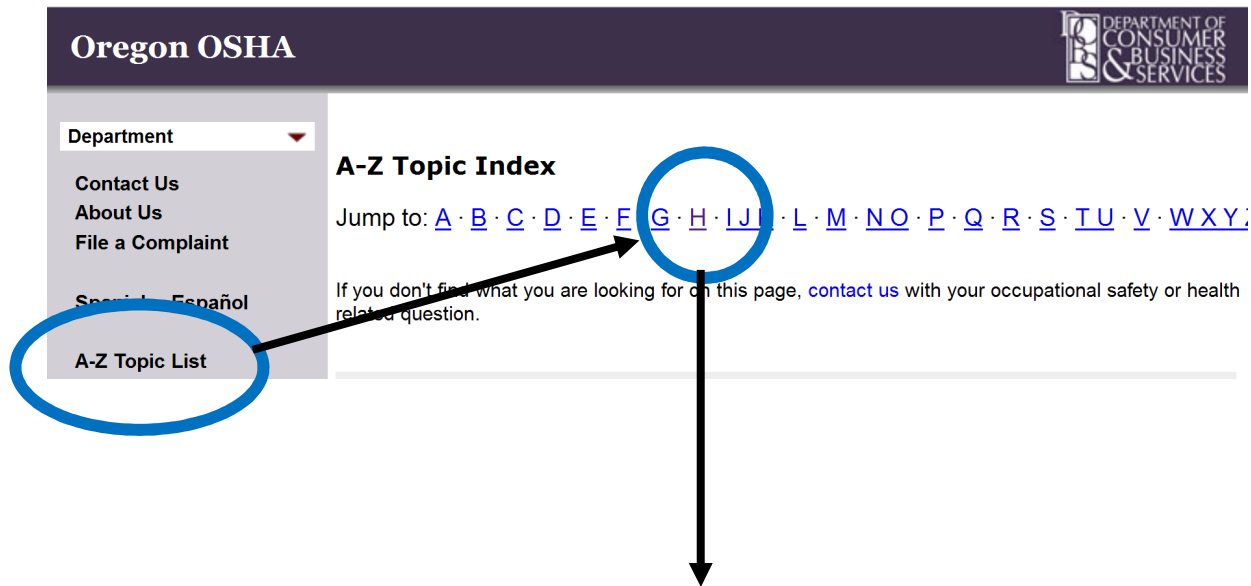 Oregon OSHA
DEPARTMENT OF
CONSUMER
& BUSINESS
SERVICES
Department
Contact Us
About Us
File a Complaint
Spanish - Español
A-Z Topic List
A-Z Topic Index
Jump to: A · B · C · D · E · F · G · H · I J K · L · M · N O · P · Q · R · S · T U · V · W X Y Z
If you don't find what you are looking for on this page, contact us with your occupational safety or health
related question.